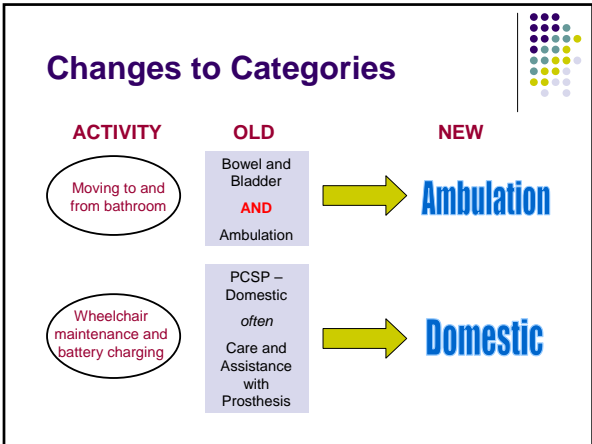 Changes to Categories
ACTIVITY OLD NEW
Moving to and
from bathroom
Bowel and
Bladder
AND
Ambulation
Ambulation
Wheelchair
maintenance and
battery charging
PCSP –
Domestic
often
Care and
Assistance
with
Prosthesis
Domestic